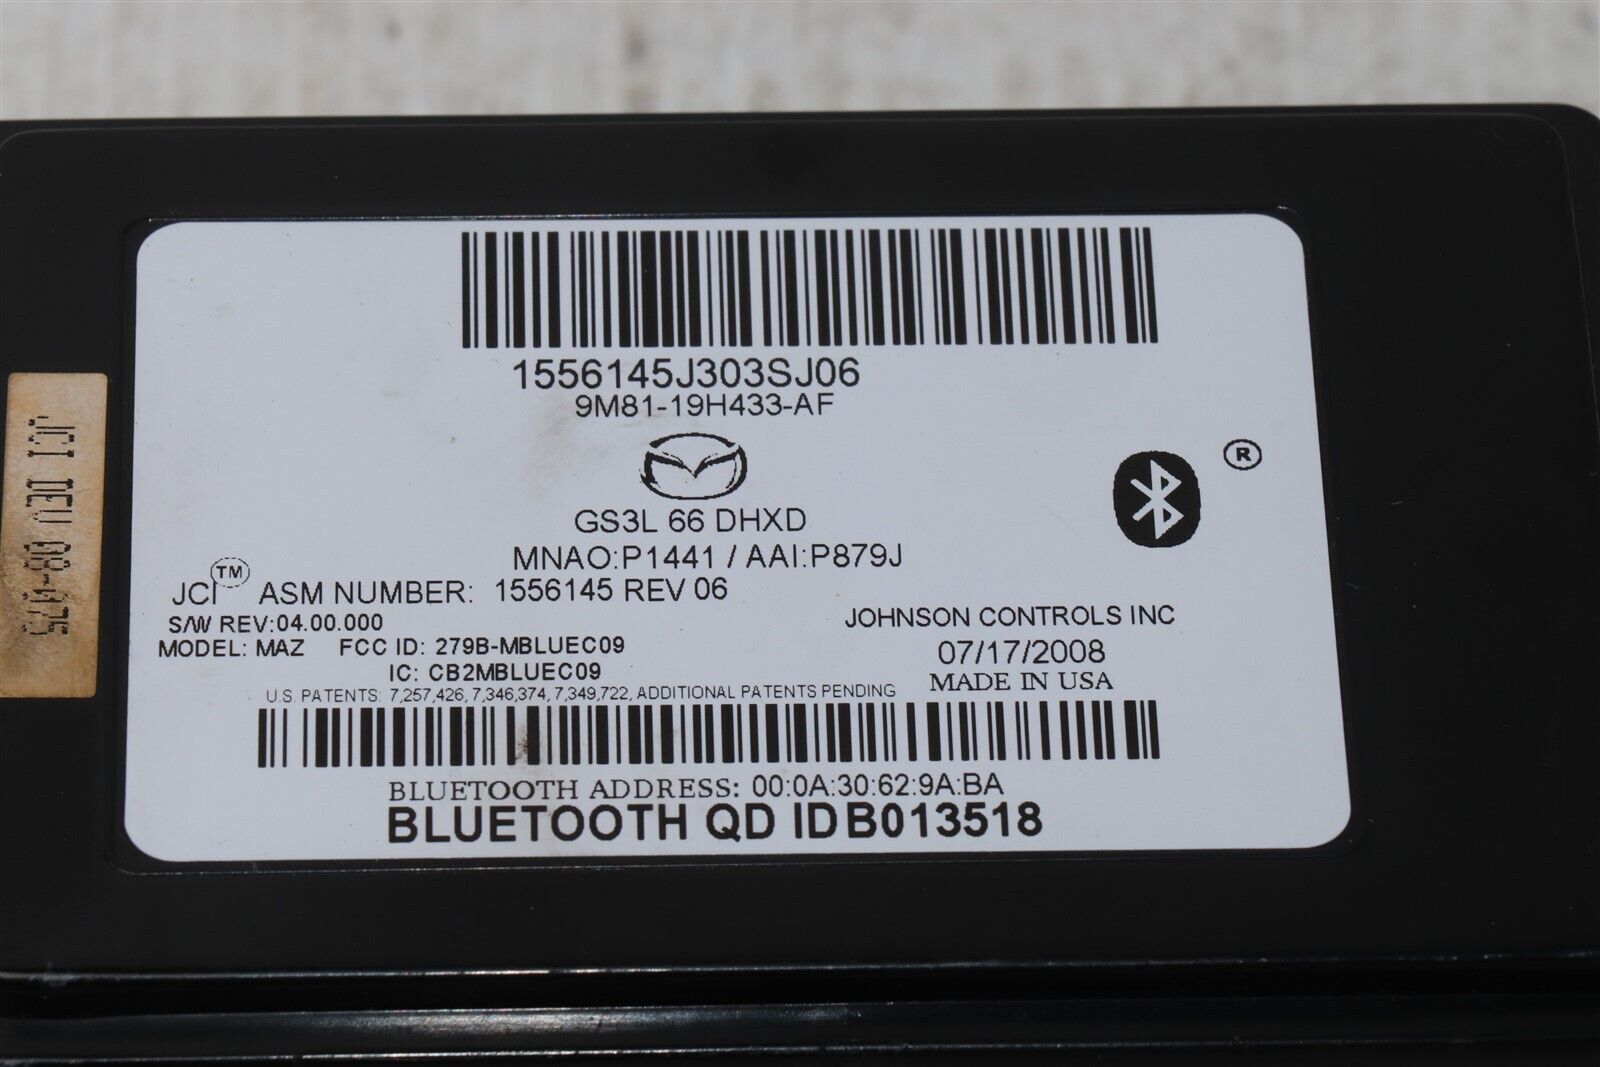 1556145J303SJ06
9M81-19H433-AF
®
GS3L 66 DHXD
MNAO:P1441 / AAI:P879J
JCI™ ASM NUMBER: 1556145 REV 06
S/W REV:04.00.000
JOHNSON CONTROLS INC
MODEL: MAZ FCC ID: 279B-MBLUEC09
07/17/2008
IC: CB2MBLUEC09
MADE IN USA
U.S. PATENTS: 7,257,426, 7,346,374, 7,349,722, ADDITIONAL PATENTS PENDING
BLUETOOTH ADDRESS: 00:0A:30:62:9A:BA
BLUETOOTH QD ID B013518
JCI